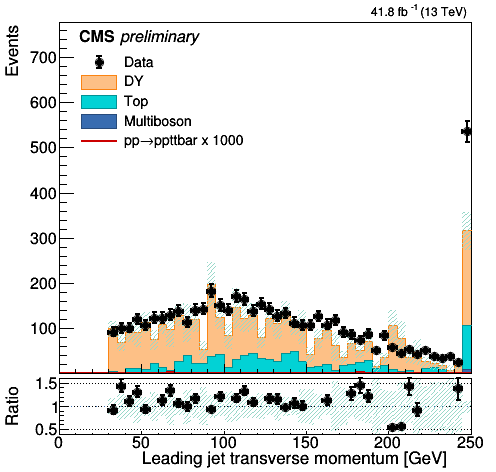 41.8 fb⁻¹ (13 TeV)
CMS preliminary
Data
DY
Top
Multiboson
pp→ppttbar x 1000
Events
700
600
500
400
300
200
100
Ratio
1.5
1
0.5
0 50 100 150 200 250
Leading jet transverse momentum [GeV]